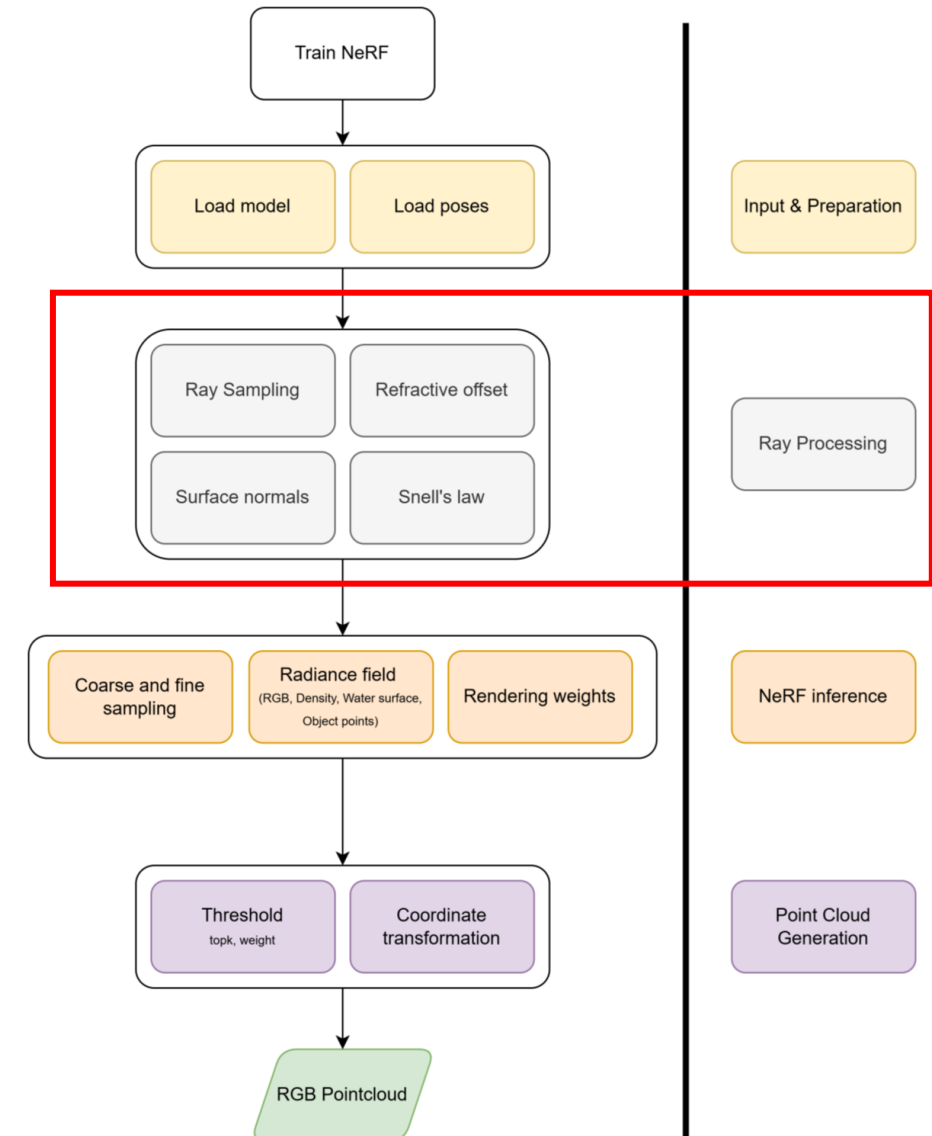 Train NeRF
Load model
Load poses
Input & Preparation
Ray Sampling
Refractive offset
Surface normals
Snell's law
Ray Processing
Coarse and fine
sampling
Radiance field
(RGB, Density, Water surface,
Object points)
Rendering weights
NeRF inference
Threshold
topk, weight
Coordinate
transformation
Point Cloud
Generation
RGB Pointcloud